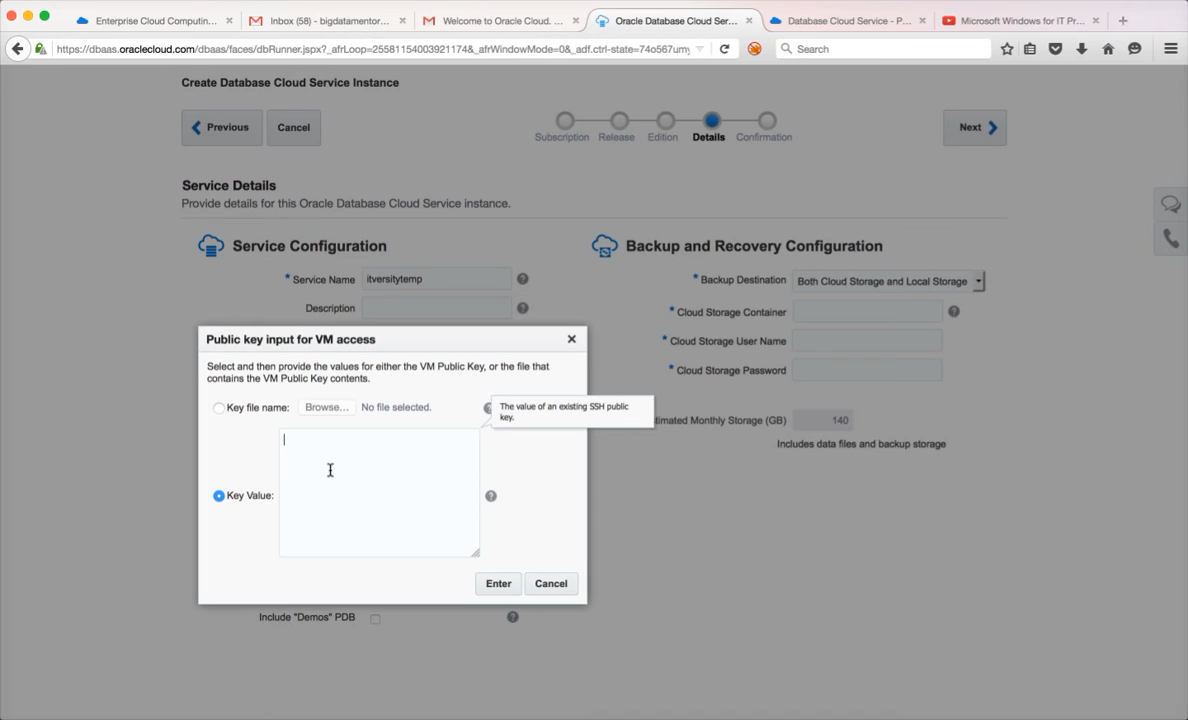 Enterprise Cloud Computin...
Inbox (58) - bigdatamentor...
Welcome to Oracle Cloud. ...
Oracle Database Cloud Ser...
Database Cloud Service - P...
Microsoft Windows for IT Pr...
https://dbaas.oraclecloud.com/dbaas/faces/dbRunner.jspx?_afrLoop=255811540039211174&_afrWindowMode=0&_adf.ctrl-state=74o567umy
Search
Create Database Cloud Service Instance
Previous
Cancel
Subscription
Release
Edition
Details
Confirmation
Next
Service Details
Provide details for this Oracle Database Cloud Service instance.
Service Configuration
* Service Name
itversitytemp
Description
Backup and Recovery Configuration
* Backup Destination
Both Cloud Storage and Local Storage
* Cloud Storage Container
* Cloud Storage User Name
* Cloud Storage Password
stimated Monthly Storage (GB)
140
Includes data files and backup storage
Public key input for VM access
Select and then provide the values for either the VM Public Key, or the file that
contains the VM Public Key contents.
Key file name:
Browse...
No file selected.
The value of an existing SSH public
key.
Key Value:
Enter
Cancel
Include "Demos" PDB